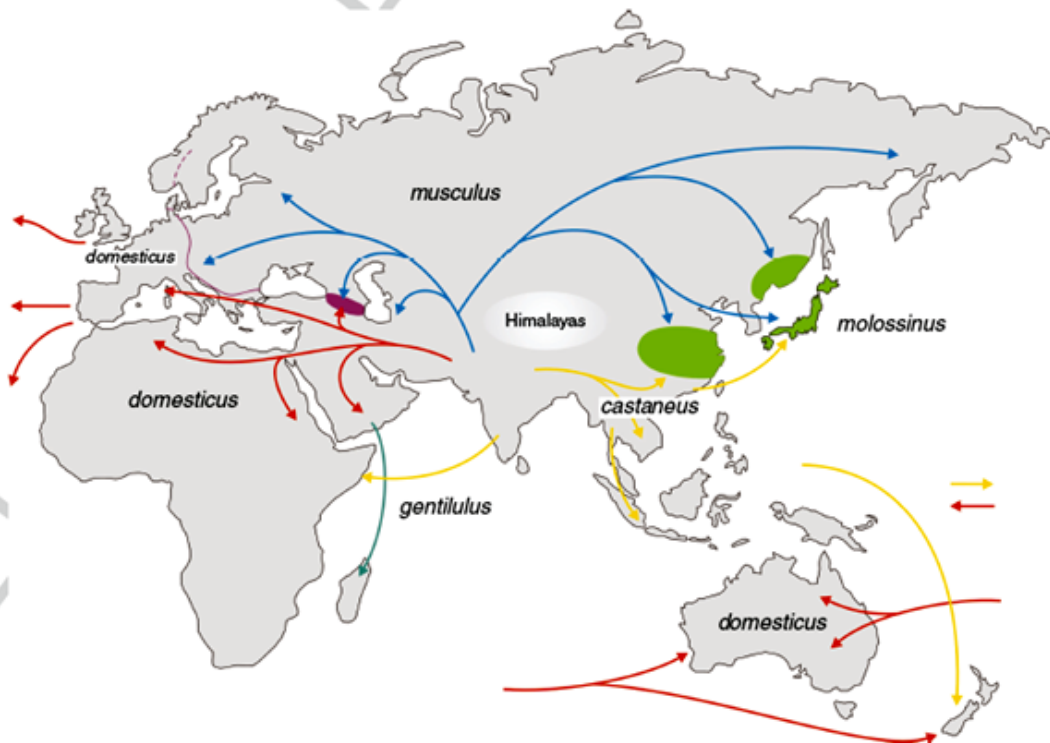 musculus
domesticus
Himalayas
molossinus
domesticus
castaneus
gentilulus
domesticus